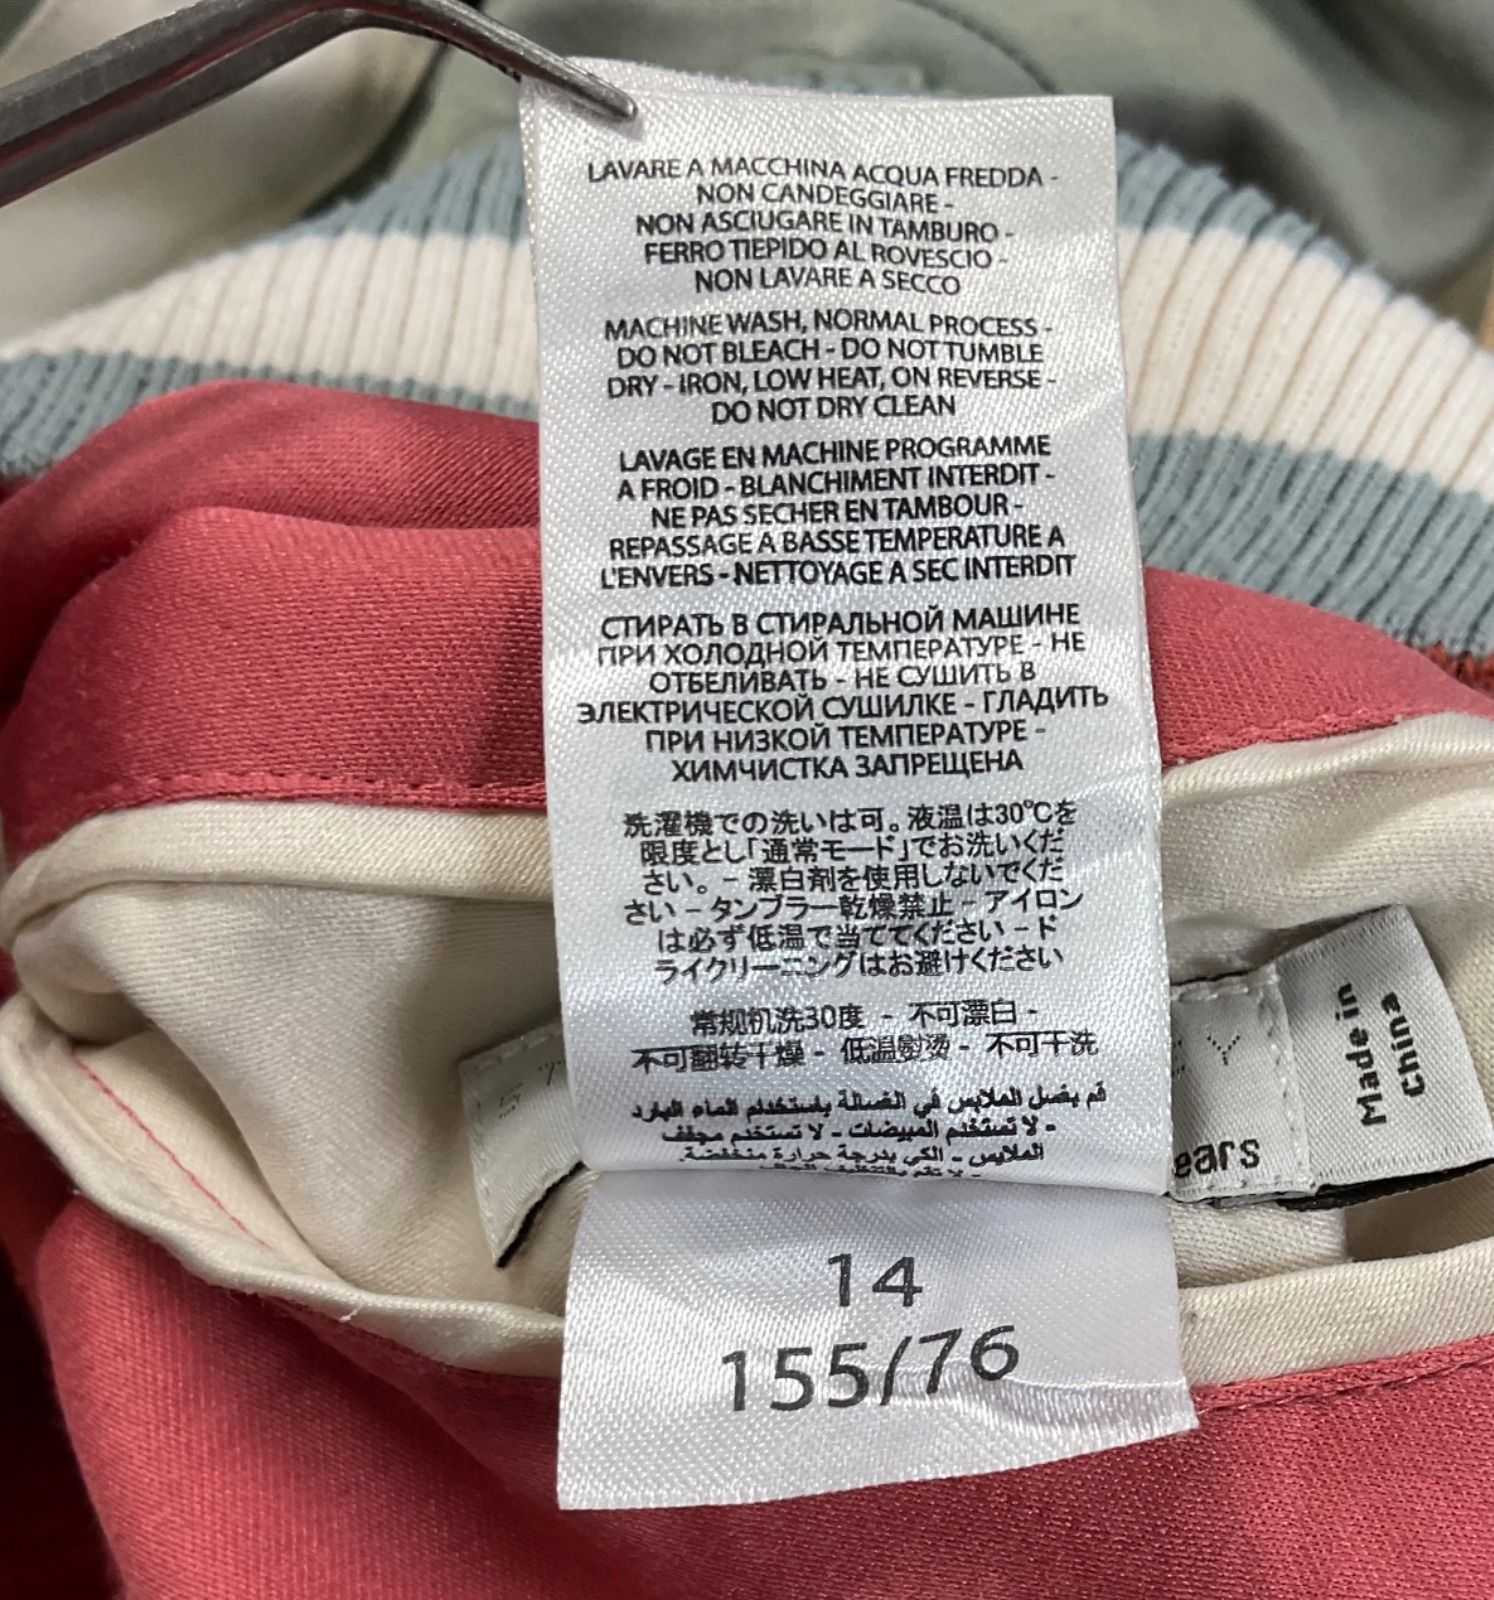 LAVARE A MACCHINA ACQUA FREDDA -
NON CANDEGGIARE -
NON ASCIUGARE IN TAMBURO -
FERRO TIEPIDO AL ROVESCIO -
NON LAVARE A SECCO
MACHINE WASH, NORMAL PROCESS -
DO NOT BLEACH - DO NOT TUMBLE
DRY - IRON, LOW HEAT, ON REVERSE -
DO NOT DRY CLEAN
LAVAGE EN MACHINE PROGRAMME
A FROID - BLANCHIMENT INTERDIT -
NE PAS SECHER EN TAMBOUR -
REPASSAGE A BASSE TEMPERATURE A
L'ENVERS - NETTOYAGE A SEC INTERDIT
СТИРАТЬ В СТИРАЛЬНОЙ МАШИНЕ
ПРИ ХОЛОДНОЙ ТЕМПЕРАТУРЕ - НЕ
ОТБЕЛИВАТЬ - НЕ СУШИТЬ В
ЭЛЕКТРИЧЕСКОЙ СУШИЛКЕ - ГЛАДИТЬ
ПРИ НИЗКОЙ ТЕМПЕРАТУРЕ -
ХИМЧИСТКА ЗАПРЕЩЕНА
洗濯機での洗いは可。液温は30℃を
限度とし「通常モード」でお洗いくだ
さい。- 漂白剤を使用しないでくだ
さい - タンブラー乾燥禁止 - アイロン
は必ず低温で当ててください - ド
ライクリーニングはお避けください
常规机洗30度 - 不可漂白 -
不可翻转干燥 - 低温熨烫 - 不可干洗
قم بغسل الملابس في الغسالة باستخدام الماء البارد
- لا تستخدم المبيضات - لا تستخدم مجفف
الملابس - الكي بدرجة حرارة منخفضة.
- لا تقم بالتنظيف الجاف
14
155/76
Made in
China
ears